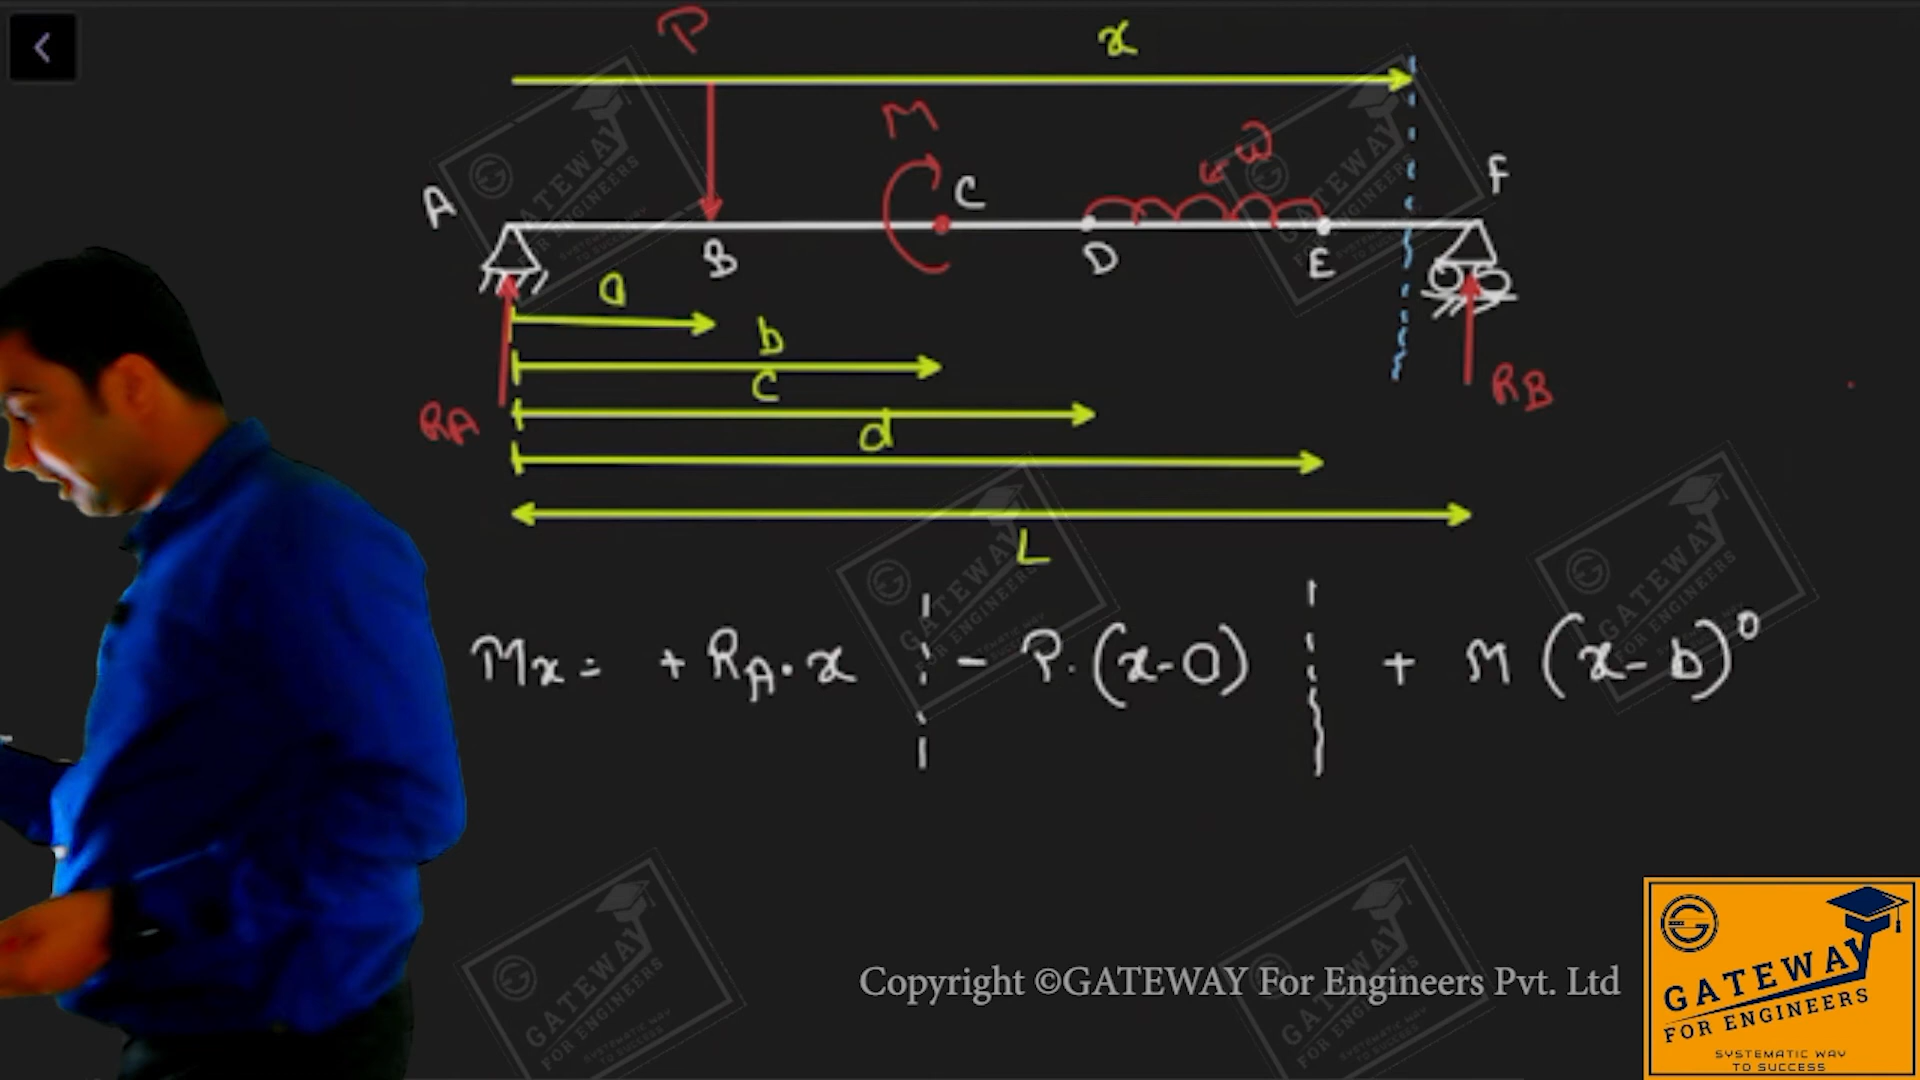 P
x
M
ω
A
C
F
B
D
E
a
b
c
RA
RB
d
L
Mx = + RA.x - P.(x-a) + M (x-b)⁰
Copyright ©GATEWAY For Engineers Pvt. Ltd
GATEWAY
FOR ENGINEERS
SYSTEMATIC WAY
TO SUCCESS